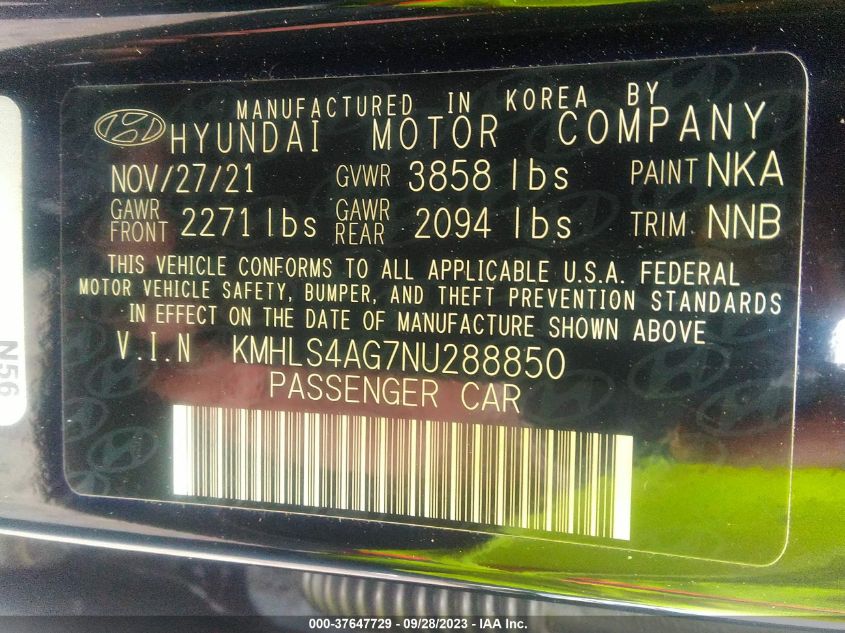 MANUFACTURED IN KOREA BY
HYUNDAI MOTOR COMPANY
NOV/27/21 GVWR 3858 lbs PAINT NKA
GAWR FRONT 2271 lbs GAWR REAR 2094 lbs TRIM NNB
THIS VEHICLE CONFORMS TO ALL APPLICABLE U.S.A. FEDERAL
MOTOR VEHICLE SAFETY, BUMPER, AND THEFT PREVENTION STANDARDS
IN EFFECT ON THE DATE OF MANUFACTURE SHOWN ABOVE
V.I.N KMHLS4AG7NU288850
PASSENGER CAR
N56
000-37647729 - 09/28/2023 - IAA Inc.